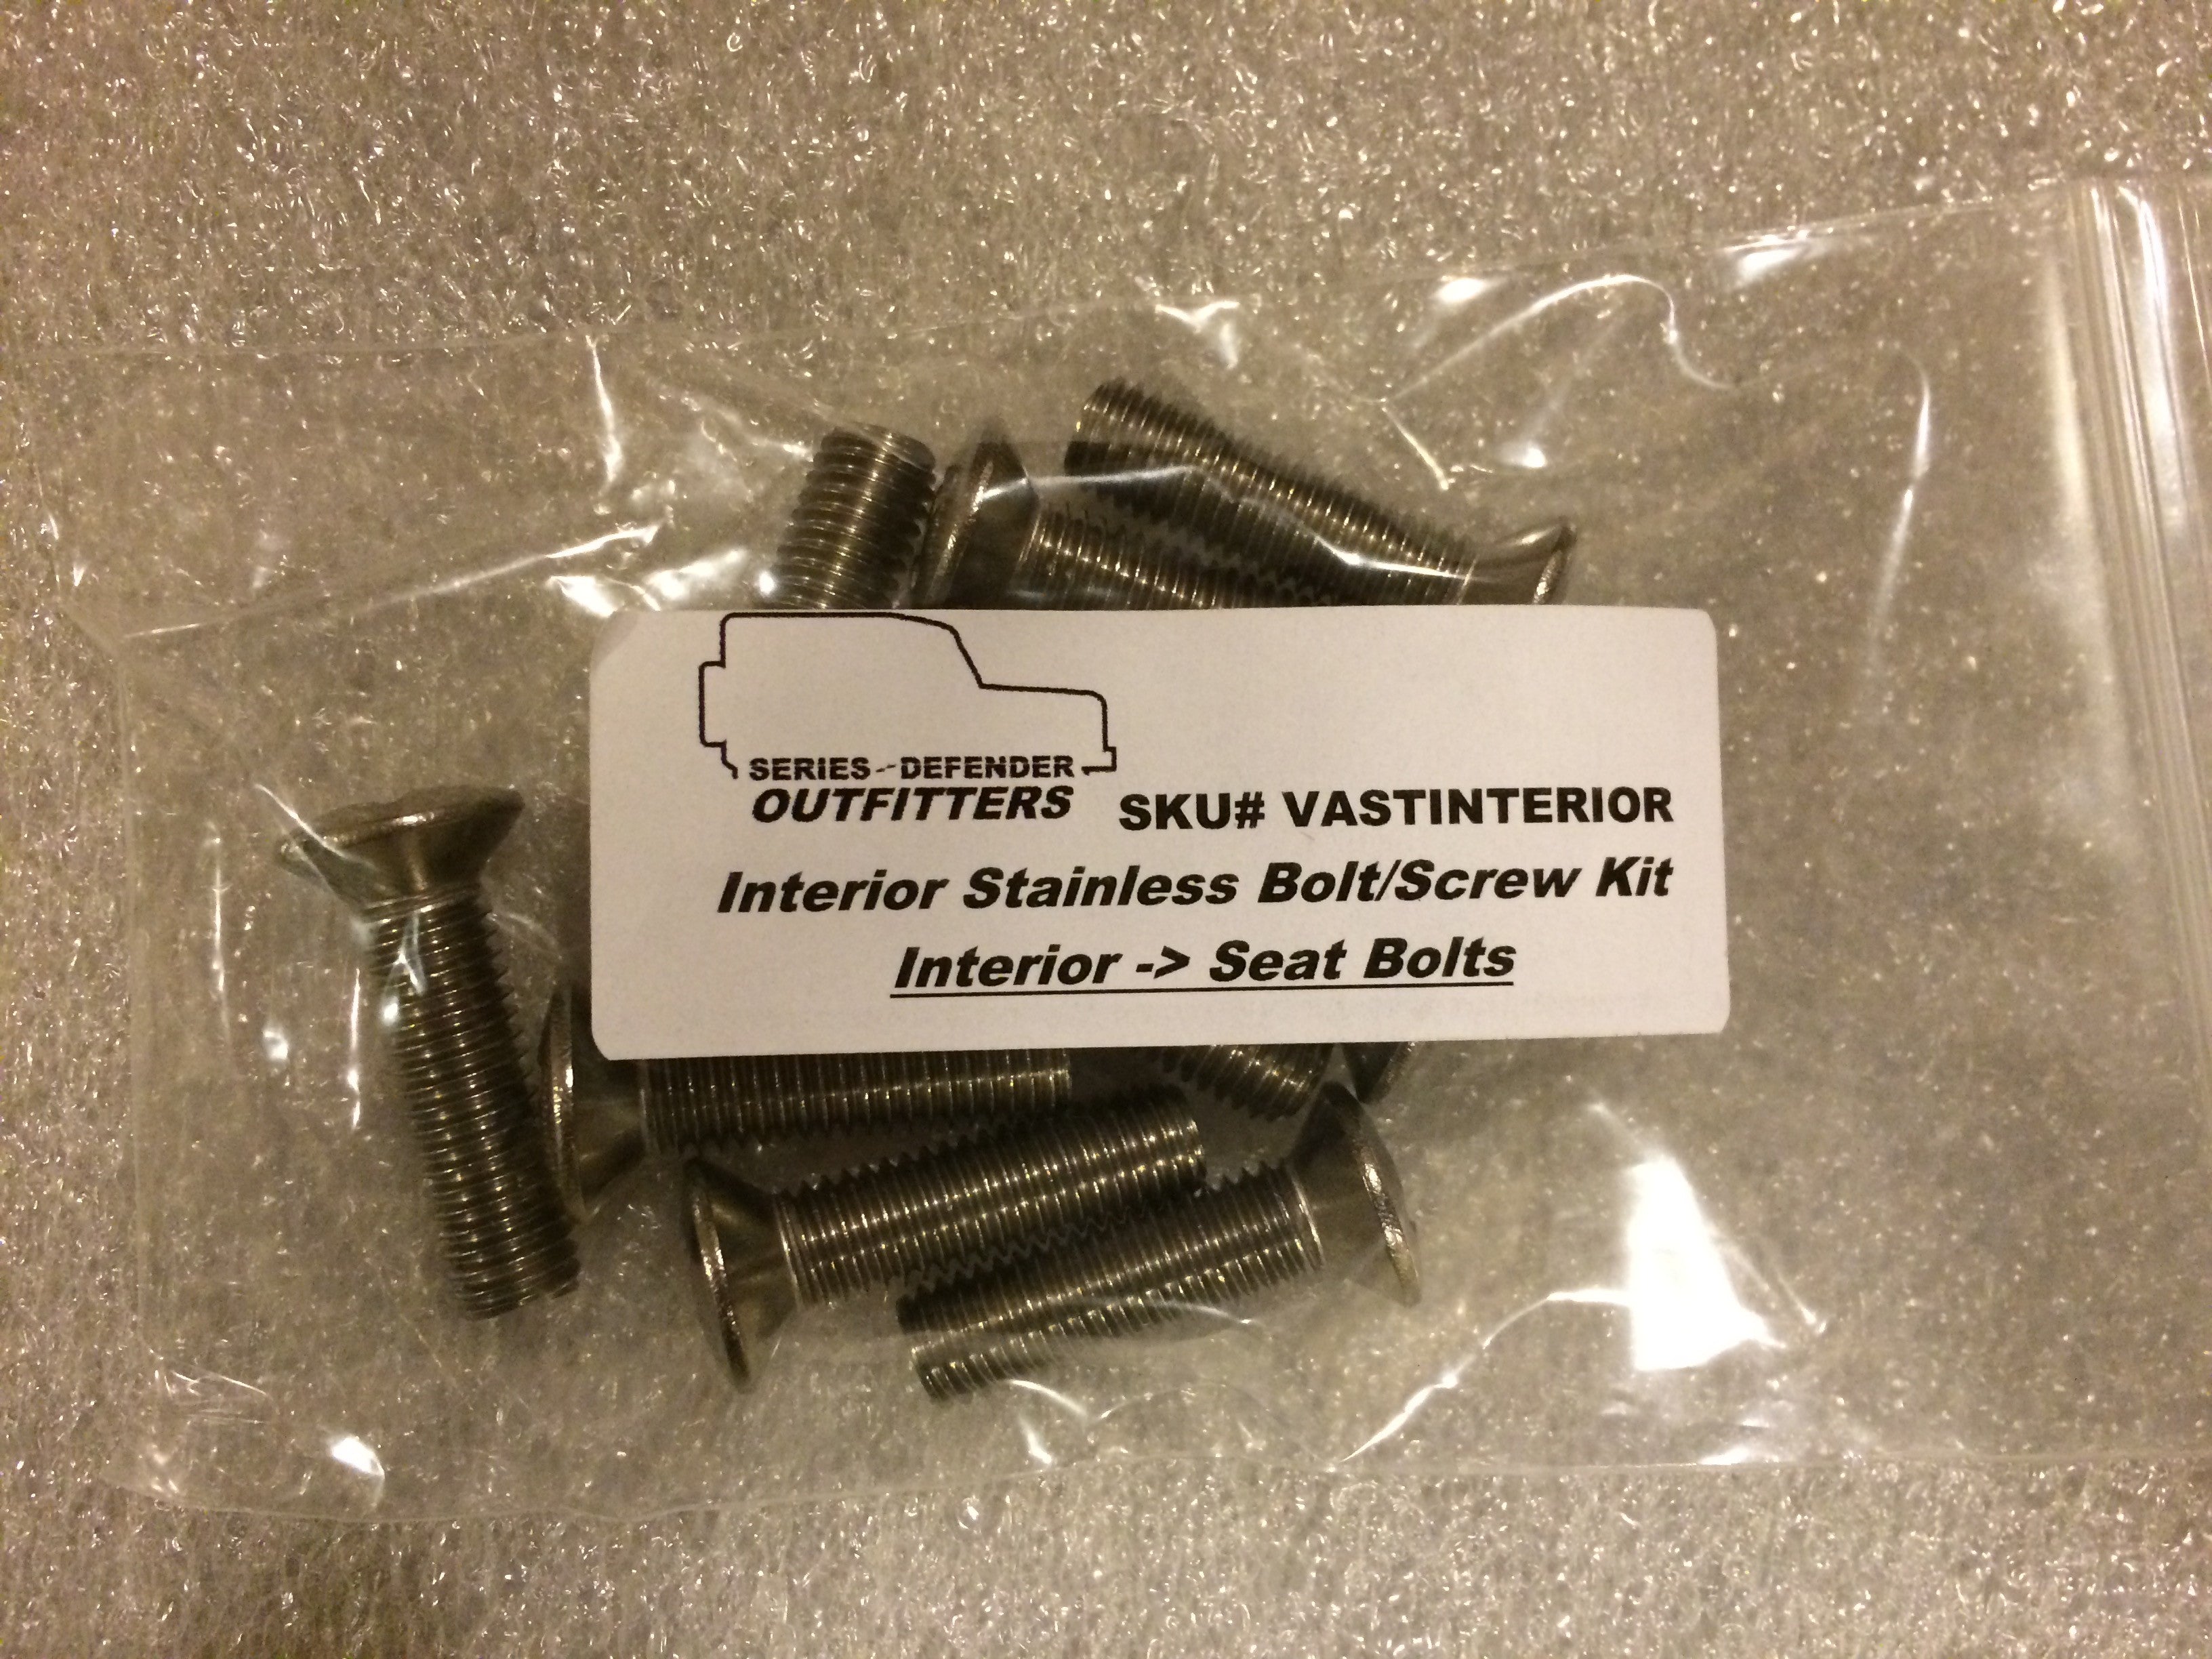 SERIES--DEFENDER
OUTFITTERS SKU# VASTINTERIOR
Interior Stainless Bolt/Screw Kit
Interior -> Seat Bolts